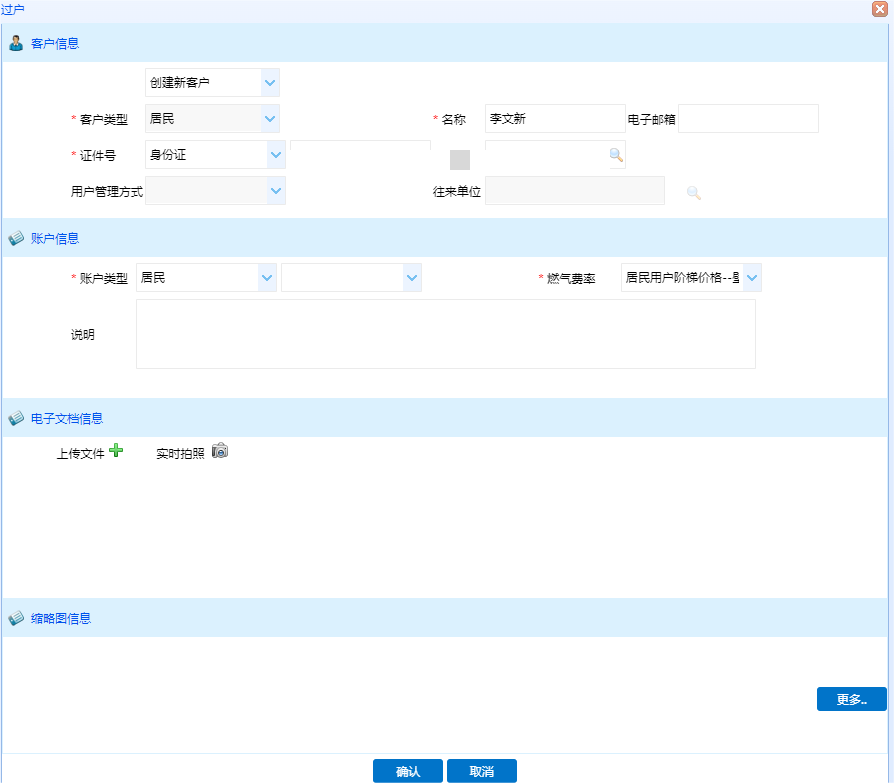 过户
客户信息
创建新客户
* 客户类型 居民 * 名称 李文新 电子邮箱
* 证件号 身份证
用户管理方式 往来单位
账户信息
* 账户类型 居民 * 燃气费率 居民用户阶梯价格--
说明
电子文档信息
上传文件 实时拍照
缩略图信息
更多..
确认 取消